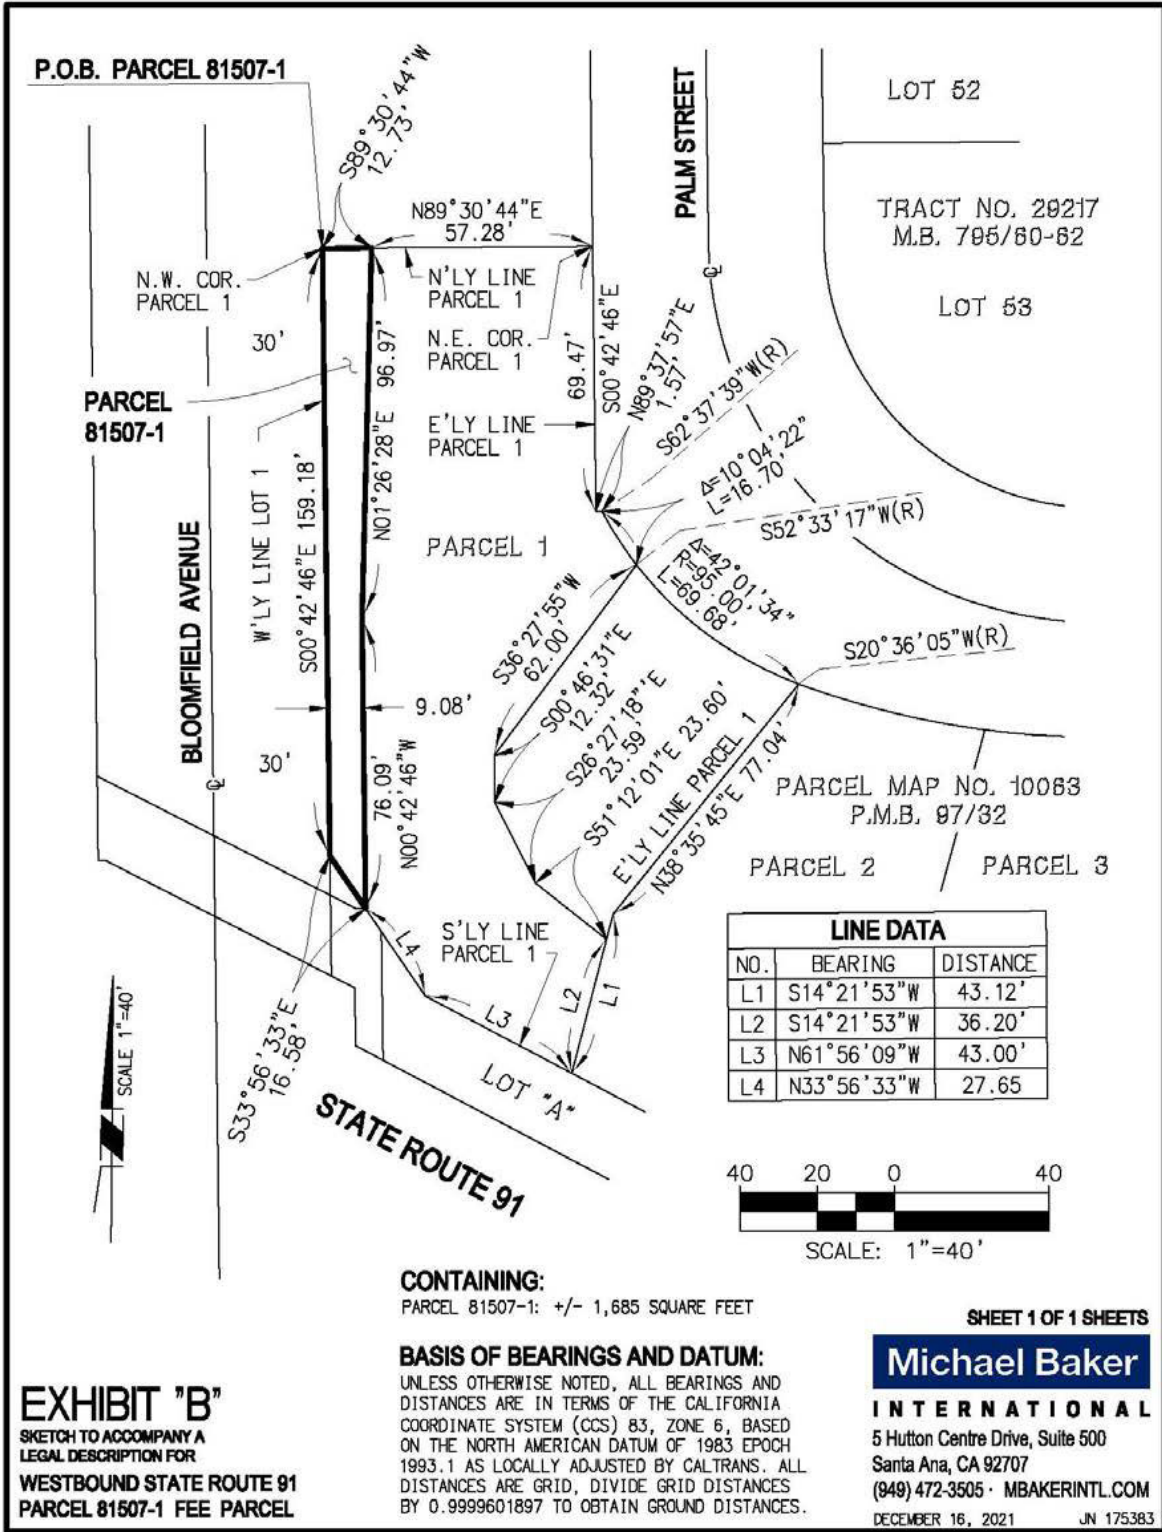 P.O.B. PARCEL 81507-1
S89°30'44"W
12.73'
N89°30'44"E
57.28'
PALM STREET
LOT 52
TRACT NO. 29217
M.B. 795/60-62
LOT 53
N.W. COR.
PARCEL 1
N'LY LINE
PARCEL 1
N.E. COR.
PARCEL 1
30'
PARCEL
81507-1
E'LY LINE
PARCEL 1
69.47'
S00°42'46"E
N89°37'57"E
1.57'
S62°37'39"W(R)
Δ=10°04'22"
L=16.70'
S52°33'17"W(R)
Δ=42°01'34"
R=95.00'
L=69.68'
S20°36'05"W(R)
BLOOMFIELD AVENUE
W'LY LINE LOT 1
S00°42'46"E 159.18'
N01°26'28"E 96.97'
PARCEL 1
S36°27'55"W
62.00'
S00°46'31"E
12.32'
S26°27'18"'E
23.59'
S51°12'01"E 23.60'
E'LY LINE PARCEL 1
N38°35'45"E 77.04'
9.08'
30'
76.09'
N00°42'46"W
PARCEL MAP NO. 10063
P.M.B. 97/32
PARCEL 2
PARCEL 3
S'LY LINE
PARCEL 1
L4
L3
L2
L1
LOT "A"
S33°56'33"E
16.58'
STATE ROUTE 91
SCALE 1"=40'
LINE DATA
NO. BEARING DISTANCE
L1 S14°21'53"W 43.12'
L2 S14°21'53"W 36.20'
L3 N61°56'09"W 43.00'
L4 N33°56'33"W 27.65
40 20 0 40
SCALE: 1"=40'
CONTAINING:
PARCEL 81507-1: +/- 1,685 SQUARE FEET
BASIS OF BEARINGS AND DATUM:
UNLESS OTHERWISE NOTED, ALL BEARINGS AND
DISTANCES ARE IN TERMS OF THE CALIFORNIA
COORDINATE SYSTEM (CCS) 83, ZONE 6, BASED
ON THE NORTH AMERICAN DATUM OF 1983 EPOCH
1993.1 AS LOCALLY ADJUSTED BY CALTRANS. ALL
DISTANCES ARE GRID, DIVIDE GRID DISTANCES
BY 0.9999601897 TO OBTAIN GROUND DISTANCES.
EXHIBIT "B"
SKETCH TO ACCOMPANY A
LEGAL DESCRIPTION FOR
WESTBOUND STATE ROUTE 91
PARCEL 81507-1 FEE PARCEL
SHEET 1 OF 1 SHEETS
Michael Baker
INTERNATIONAL
5 Hutton Centre Drive, Suite 500
Santa Ana, CA 92707
(949) 472-3505 · MBAKERINTL.COM
DECEMBER 16, 2021 JN 175383